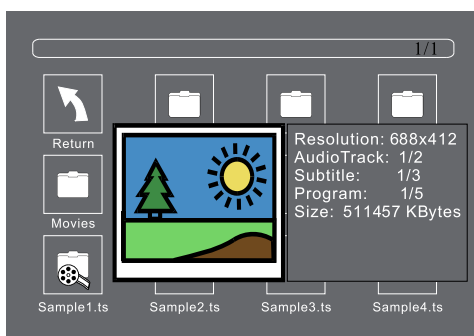 1/1
Return
Resolution: 688x412
AudioTrack: 1/2
Subtitle: 1/3
Program: 1/5
Size: 511457 KBytes
Movies
Sample1.ts Sample2.ts Sample3.ts Sample4.ts